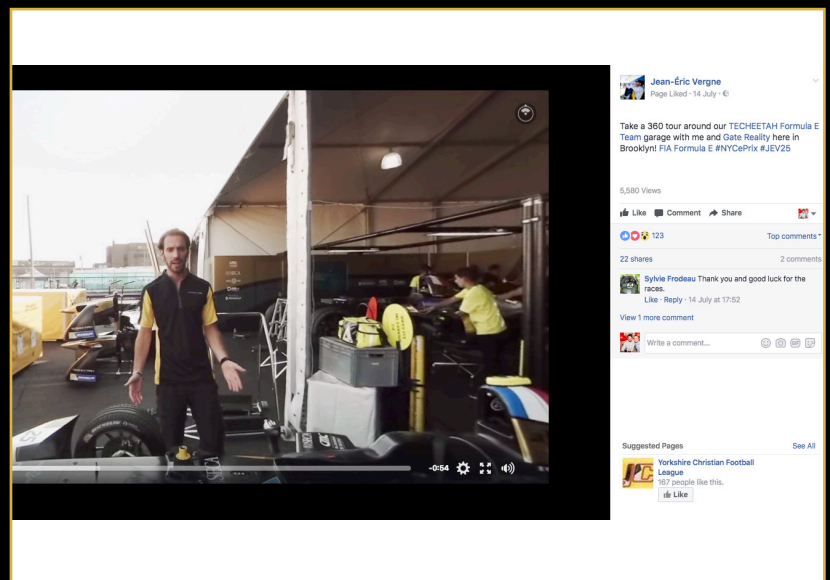 Jean-Éric Vergne
Page Liked · 14 July ·
Take a 360 tour around our TECHEETAH Formula E
Team garage with me and Gate Reality here in
Brooklyn! FIA Formula E #NYCePrix #JEV25
5,580 Views
Like Comment Share
123 Top comments
22 shares 2 comments
Sylvie Frodeau Thank you and good luck for the
races.
Like · Reply · 14 July at 17:52
View 1 more comment
Write a comment...
-0:54
Suggested Pages See All
Yorkshire Christian Football
League
167 people like this.
Like